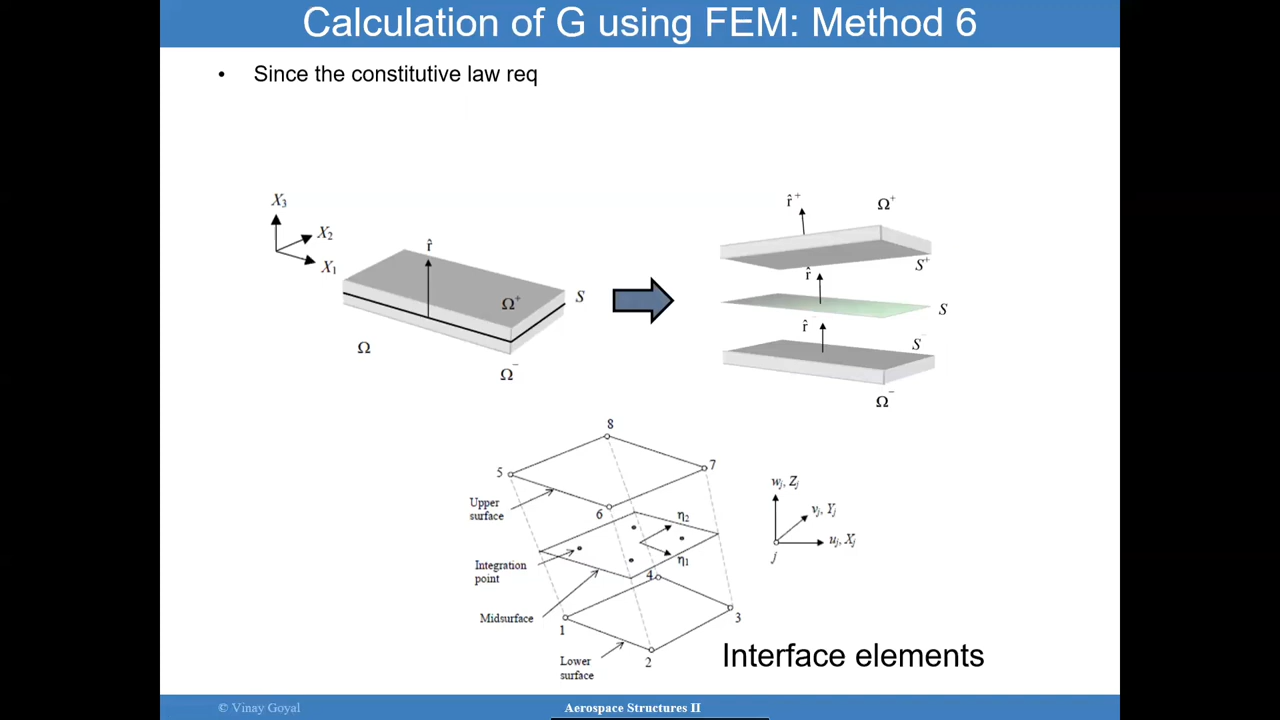 Calculation of G using FEM: Method 6
• Since the constitutive law req
X3
X2
X1
r̂
Ω+
S
Ω
Ω-
r̂+
Ω+
S+
r̂
S
r̂-
S-
Ω-
8
5
7
Upper
surface
6
η2
Integration
point
η1
4
Midsurface
1
3
2
Lower
surface
wj, Zj
vj, Yj
uj, Xj
j
Interface elements
© Vinay Goyal
Aerospace Structures II